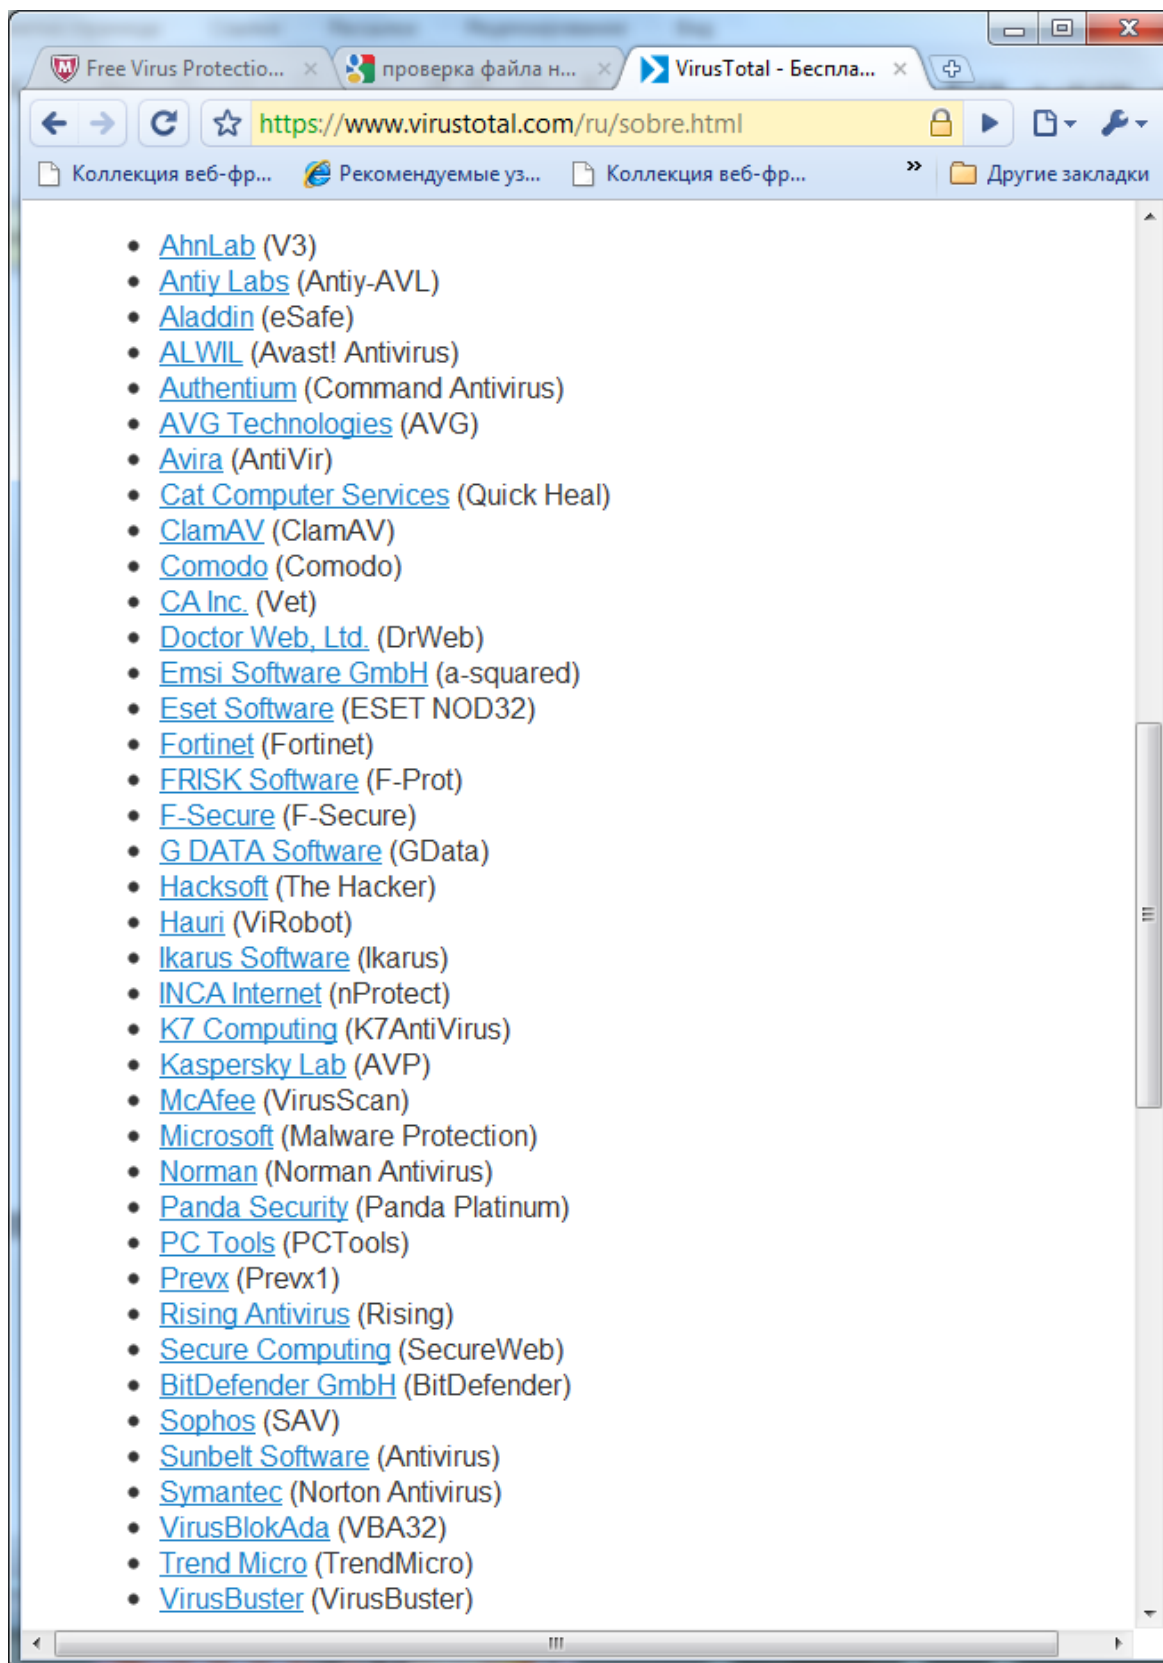 Free Virus Protectio...
проверка файла н...
VirusTotal - Беспла...
https://www.virustotal.com/ru/sobre.html
Коллекция веб-фр...
Рекомендуемые уз...
Коллекция веб-фр...
»
Другие закладки
AhnLab (V3)
Antiy Labs (Antiy-AVL)
Aladdin (eSafe)
ALWIL (Avast! Antivirus)
Authentium (Command Antivirus)
AVG Technologies (AVG)
Avira (AntiVir)
Cat Computer Services (Quick Heal)
ClamAV (ClamAV)
Comodo (Comodo)
CA Inc. (Vet)
Doctor Web, Ltd. (DrWeb)
Emsi Software GmbH (a-squared)
Eset Software (ESET NOD32)
Fortinet (Fortinet)
FRISK Software (F-Prot)
F-Secure (F-Secure)
G DATA Software (GData)
Hacksoft (The Hacker)
Hauri (ViRobot)
Ikarus Software (Ikarus)
INCA Internet (nProtect)
K7 Computing (K7AntiVirus)
Kaspersky Lab (AVP)
McAfee (VirusScan)
Microsoft (Malware Protection)
Norman (Norman Antivirus)
Panda Security (Panda Platinum)
PC Tools (PCTools)
Prevx (Prevx1)
Rising Antivirus (Rising)
Secure Computing (SecureWeb)
BitDefender GmbH (BitDefender)
Sophos (SAV)
Sunbelt Software (Antivirus)
Symantec (Norton Antivirus)
VirusBlokAda (VBA32)
Trend Micro (TrendMicro)
VirusBuster (VirusBuster)